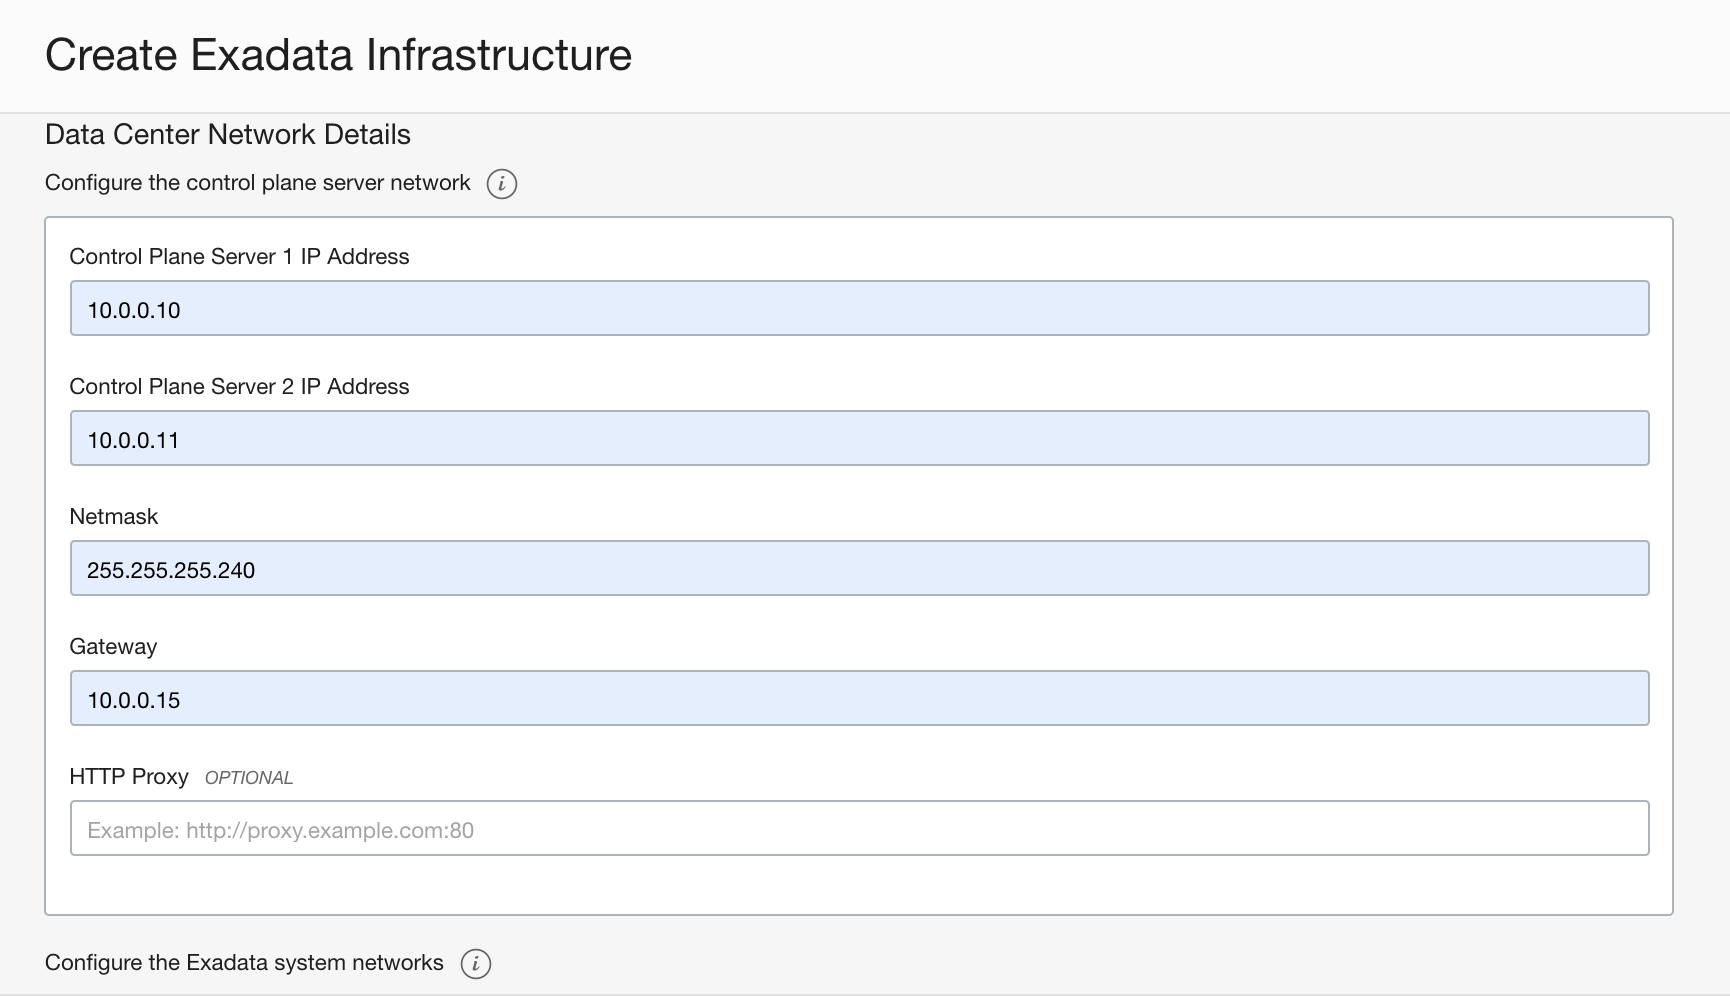 Create Exadata Infrastructure
Data Center Network Details
Configure the control plane server network i
Control Plane Server 1 IP Address
10.0.0.10
Control Plane Server 2 IP Address
10.0.0.11
Netmask
255.255.255.240
Gateway
10.0.0.15
HTTP Proxy OPTIONAL
Example: http://proxy.example.com:80
Configure the Exadata system networks i